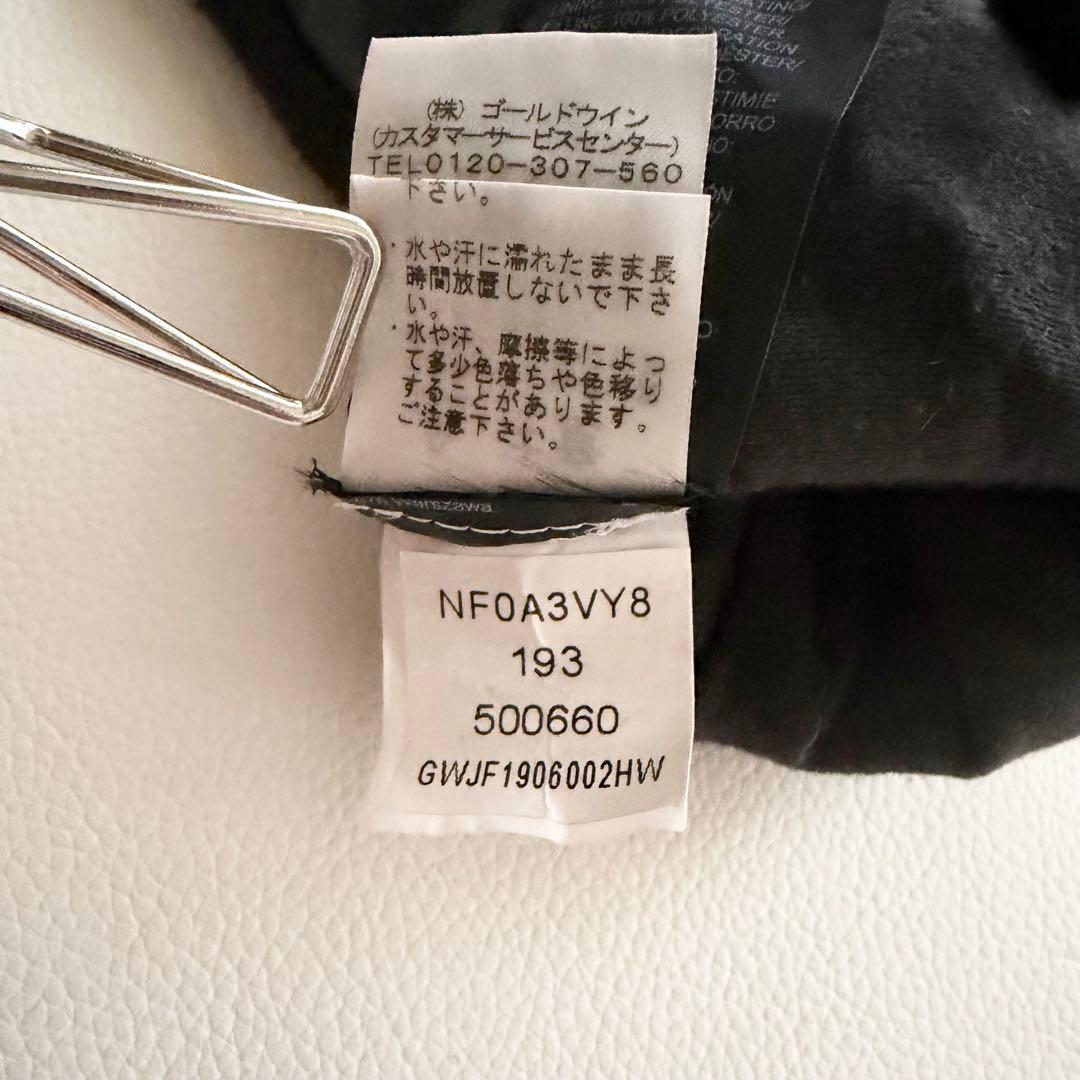 (株) ゴールドウイン
(カスタマーサービスセンター)
TEL0120-307-560
下さい。
・水や汗に濡れたまま長
時間放置しないで下さ
い。
・水や汗、摩擦等によっ
て多少色落ちや色移り
することがあります。
ご注意下さい。
100% POLYESTER
NF0A3VY8
193
500660
GWJF1906002HW